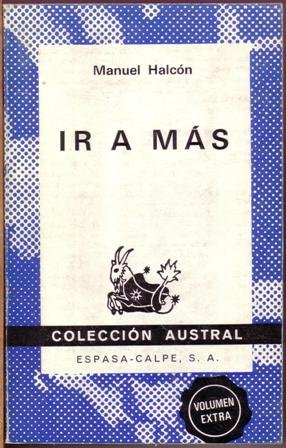 Manuel Halcón
IR A MÁS
COLECCIÓN AUSTRAL
ESPASA-CALPE, S. A.
VOLUMEN
EXTRA